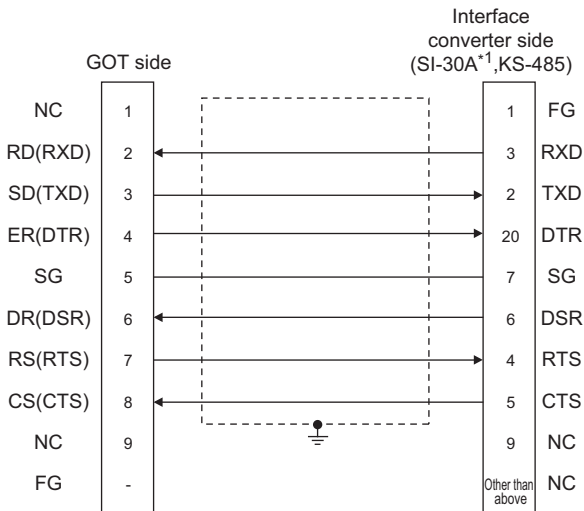 Interface
converter side
(SI-30A*1,KS-485)
GOT side
NC 1 1 FG
RD(RXD) 2 3 RXD
SD(TXD) 3 2 TXD
ER(DTR) 4 20 DTR
SG 5 7 SG
DR(DSR) 6 6 DSR
RS(RTS) 7 4 RTS
CS(CTS) 8 5 CTS
NC 9 9 NC
FG - Other than above NC